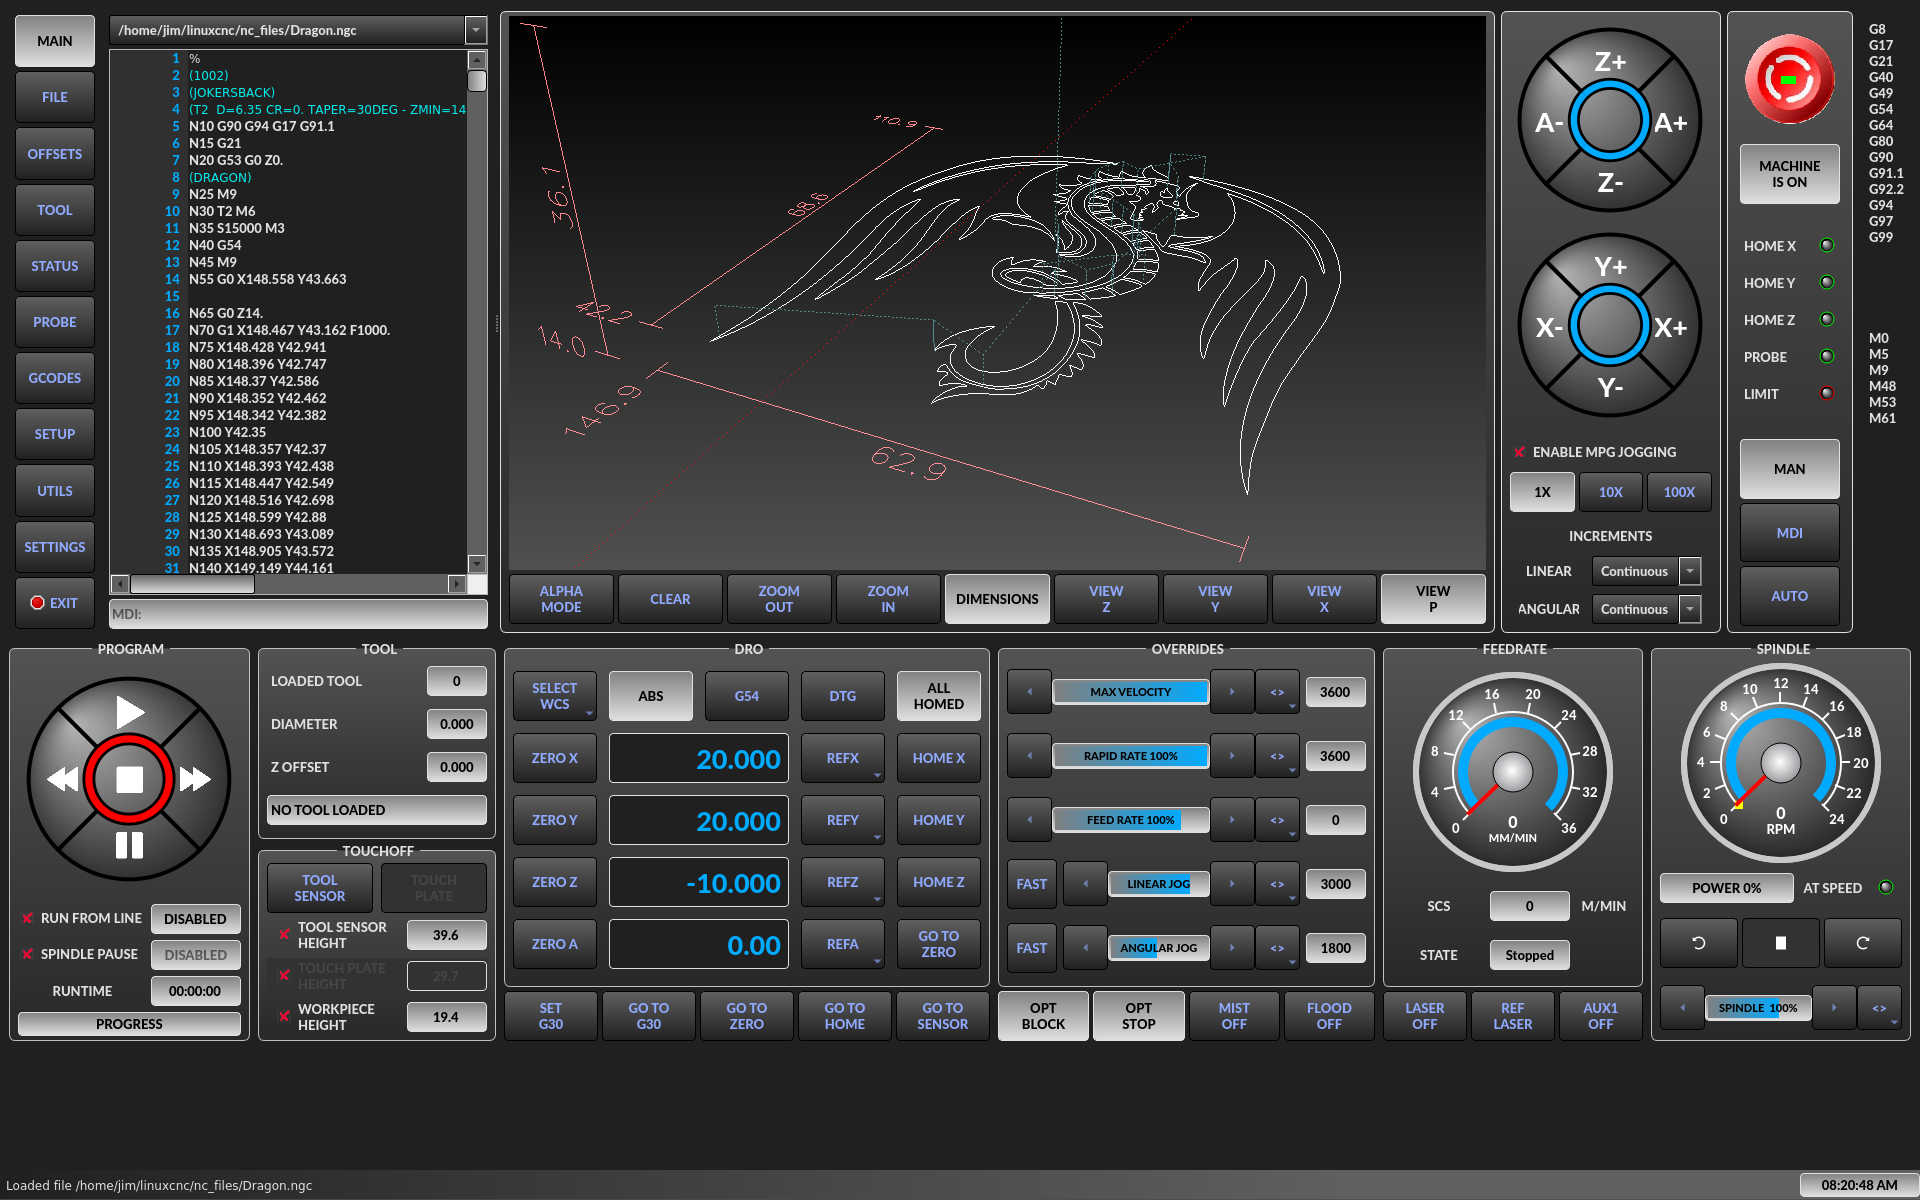 MAIN
FILE
OFFSETS
TOOL
STATUS
PROBE
GCODES
SETUP
UTILS
SETTINGS
EXIT
/home/jim/linuxcnc/nc_files/Dragon.ngc
1 %
2 (1002)
3 (JOKERSBACK)
4 (T2  D=6.35 CR=0. TAPER=30DEG - ZMIN=14
5 N10 G90 G94 G17 G91.1
6 N15 G21
7 N20 G53 G0 Z0.
8 (DRAGON)
9 N25 M9
10 N30 T2 M6
11 N35 S15000 M3
12 N40 G54
13 N45 M9
14 N55 G0 X148.558 Y43.663
15
16 N65 G0 Z14.
17 N70 G1 X148.467 Y43.162 F1000.
18 N75 X148.428 Y42.941
19 N80 X148.396 Y42.747
20 N85 X148.37 Y42.586
21 N90 X148.352 Y42.462
22 N95 X148.342 Y42.382
23 N100 Y42.35
24 N105 X148.357 Y42.37
25 N110 X148.393 Y42.438
26 N115 X148.447 Y42.549
27 N120 X148.516 Y42.698
28 N125 X148.599 Y42.88
29 N130 X148.693 Y43.089
30 N135 X148.905 Y43.572
31 N140 X149.149 Y44.161
MDI:
110.9
36.1
68.6
42.2
14.0
146.9
62.9
ALPHA
MODE
CLEAR
ZOOM
OUT
ZOOM
IN
DIMENSIONS
VIEW
Z
VIEW
Y
VIEW
X
VIEW
P
Z+
A-
A+
Z-
Y+
X-
X+
Y-
ENABLE MPG JOGGING
1X
10X
100X
INCREMENTS
LINEAR
Continuous
ANGULAR
Continuous
MACHINE
IS ON
HOME X
HOME Y
HOME Z
PROBE
LIMIT
MAN
MDI
AUTO
G8
G17
G21
G40
G49
G54
G64
G80
G90
G91.1
G92.2
G94
G97
G99
M0
M5
M9
M48
M53
M61
PROGRAM
RUN FROM LINE
DISABLED
SPINDLE PAUSE
DISABLED
RUNTIME
00:00:00
PROGRESS
TOOL
LOADED TOOL
0
DIAMETER
0.000
Z OFFSET
0.000
NO TOOL LOADED
TOUCHOFF
TOOL
SENSOR
TOUCH
PLATE
TOOL SENSOR
HEIGHT
39.6
TOUCH PLATE
HEIGHT
29.7
WORKPIECE
HEIGHT
19.4
DRO
SELECT
WCS
ABS
G54
DTG
ALL
HOMED
ZERO X
20.000
REFX
HOME X
ZERO Y
20.000
REFY
HOME Y
ZERO Z
-10.000
REFZ
HOME Z
ZERO A
0.00
REFA
GO TO
ZERO
SET
G30
GO TO
G30
GO TO
ZERO
GO TO
HOME
GO TO
SENSOR
OVERRIDES
MAX VELOCITY
<>
3600
RAPID RATE 100%
<>
3600
FEED RATE 100%
<>
0
FAST
LINEAR JOG
<>
3000
FAST
ANGULAR JOG
<>
1800
OPT
BLOCK
OPT
STOP
MIST
OFF
FLOOD
OFF
FEEDRATE
0
4
8
12
16
20
24
28
32
36
0
MM/MIN
SCS
0
M/MIN
STATE
Stopped
LASER
OFF
REF
LASER
AUX1
OFF
SPINDLE
0
2
4
6
8
10
12
14
16
18
20
22
24
0
RPM
POWER 0%
AT SPEED
SPINDLE 100%
<>
Loaded file /home/jim/linuxcnc/nc_files/Dragon.ngc
08:20:48 AM